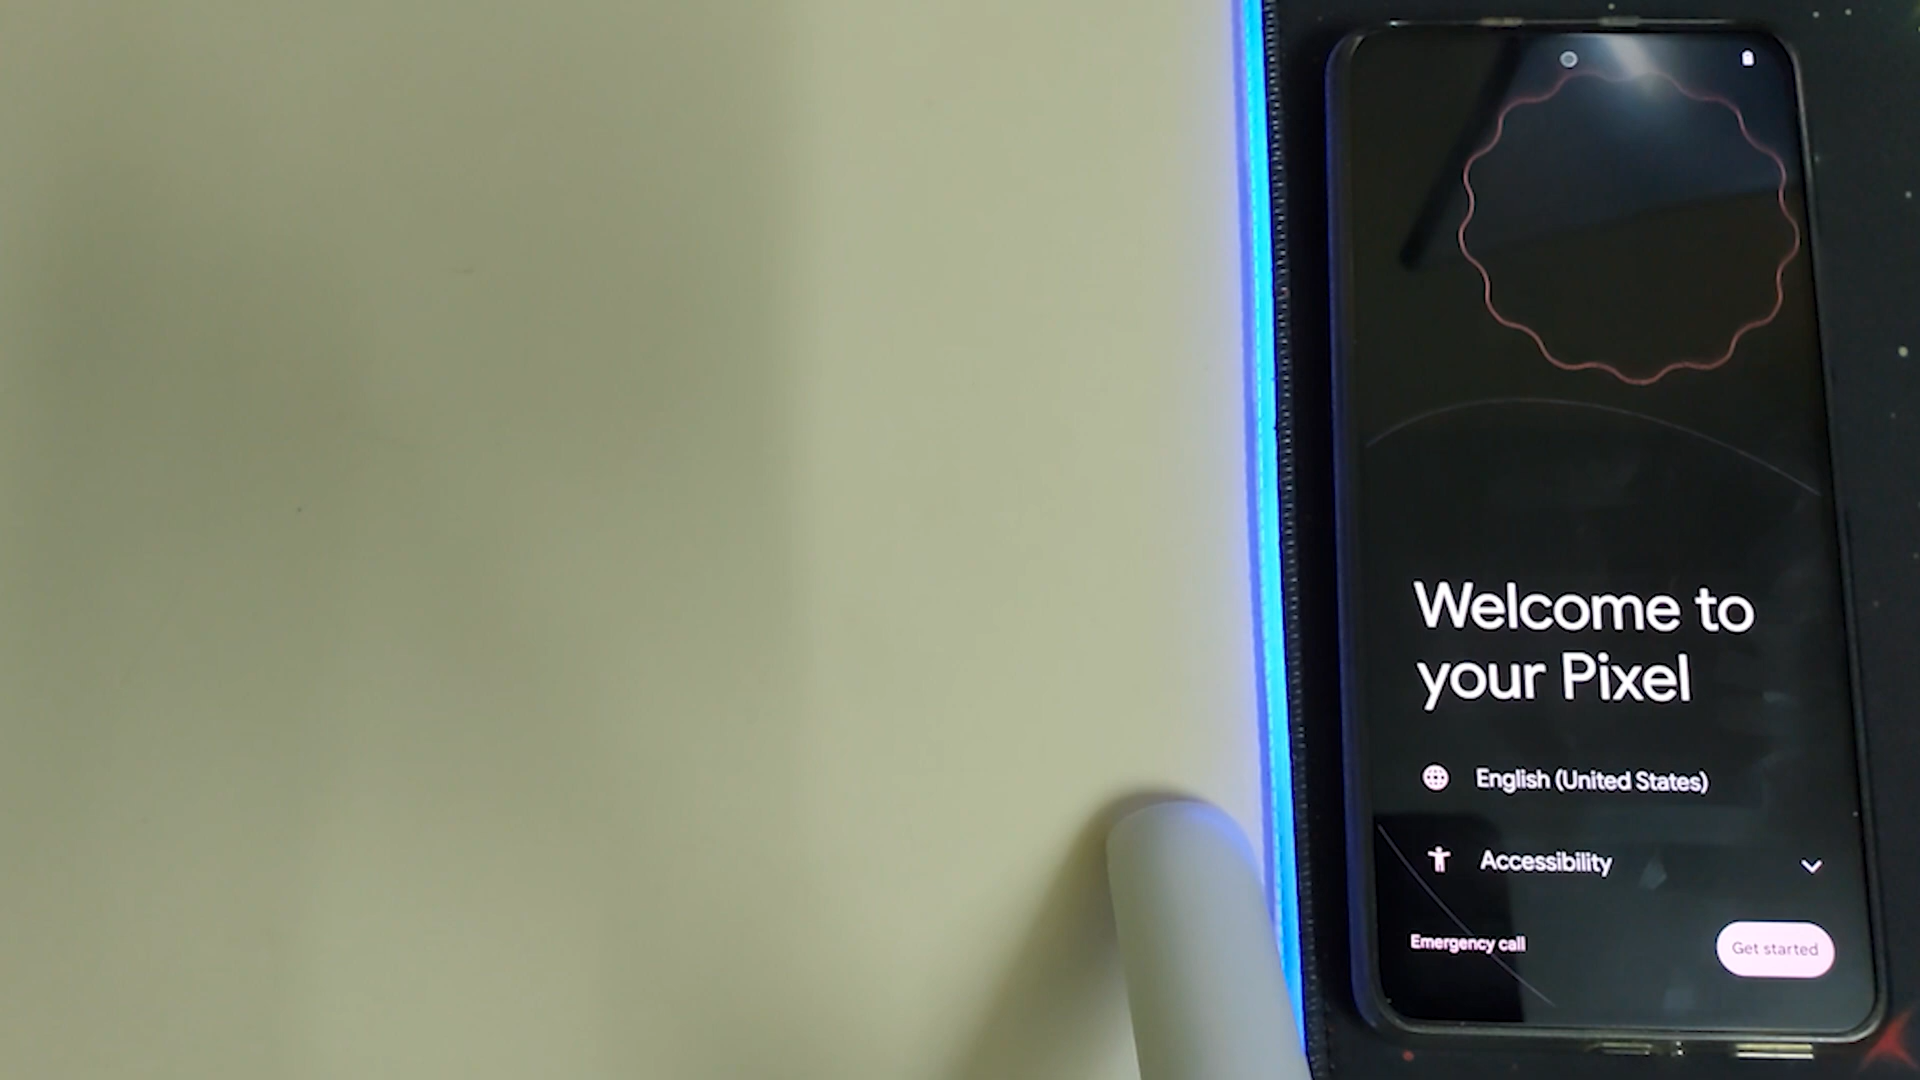 Welcome to
your Pixel
English (United States)
Accessibility
Emergency call
Get started